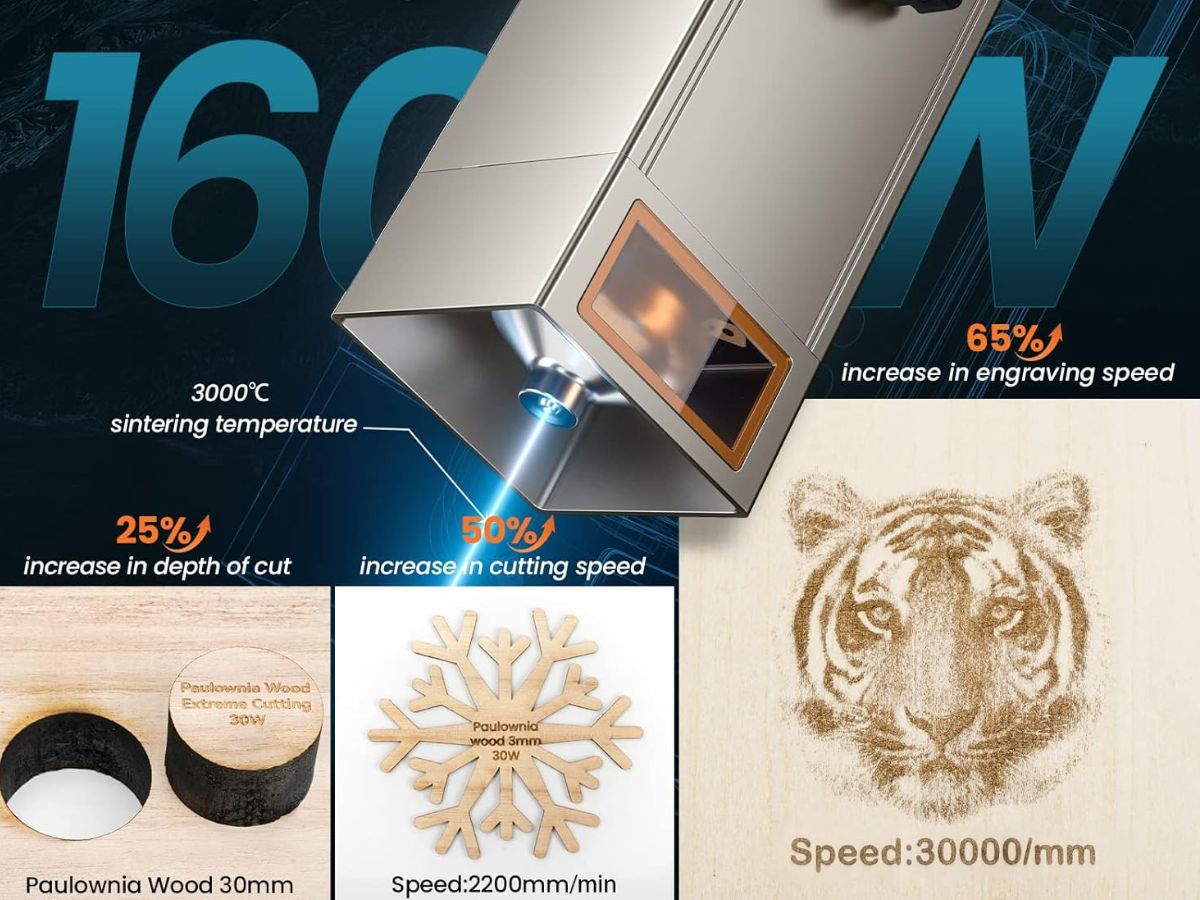 160
W
65%
increase in engraving speed
3000℃
sintering temperature
25%
increase in depth of cut
50%
increase in cutting speed
Paulownia Wood
Extreme Cutting
30W
Paulownia
wood 3mm
30W
Paulownia Wood 30mm
Speed:2200mm/min
Speed:30000/mm